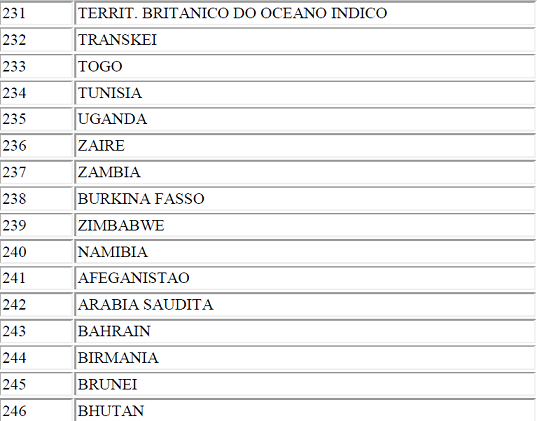 231 TERRIT. BRITANICO DO OCEANO INDICO
232 TRANSKEI
233 TOGO
234 TUNISIA
235 UGANDA
236 ZAIRE
237 ZAMBIA
238 BURKINA FASSO
239 ZIMBABWE
240 NAMIBIA
241 AFEGANISTAO
242 ARABIA SAUDITA
243 BAHRAIN
244 BIRMANIA
245 BRUNEI
246 BHUTAN